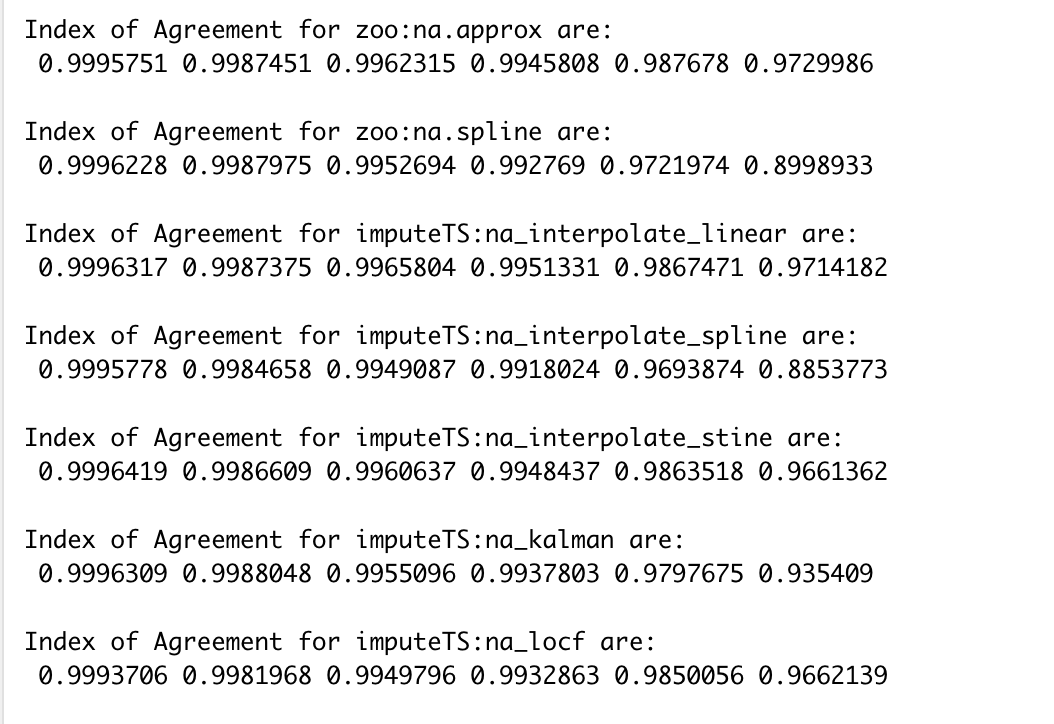 Index of Agreement for zoo:na.approx are:
0.9995751 0.9987451 0.9962315 0.9945808 0.987678 0.9729986
Index of Agreement for zoo:na.spline are:
0.9996228 0.9987975 0.9952694 0.992769 0.9721974 0.8998933
Index of Agreement for imputeTS:na_interpolate_linear are:
0.9996317 0.9987375 0.9965804 0.9951331 0.9867471 0.9714182
Index of Agreement for imputeTS:na_interpolate_spline are:
0.9995778 0.9984658 0.9949087 0.9918024 0.9693874 0.8853773
Index of Agreement for imputeTS:na_interpolate_stine are:
0.9996419 0.9986609 0.9960637 0.9948437 0.9863518 0.9661362
Index of Agreement for imputeTS:na_kalman are:
0.9996309 0.9988048 0.9955096 0.9937803 0.9797675 0.935409
Index of Agreement for imputeTS:na_locf are:
0.9993706 0.9981968 0.9949796 0.9932863 0.9850056 0.9662139